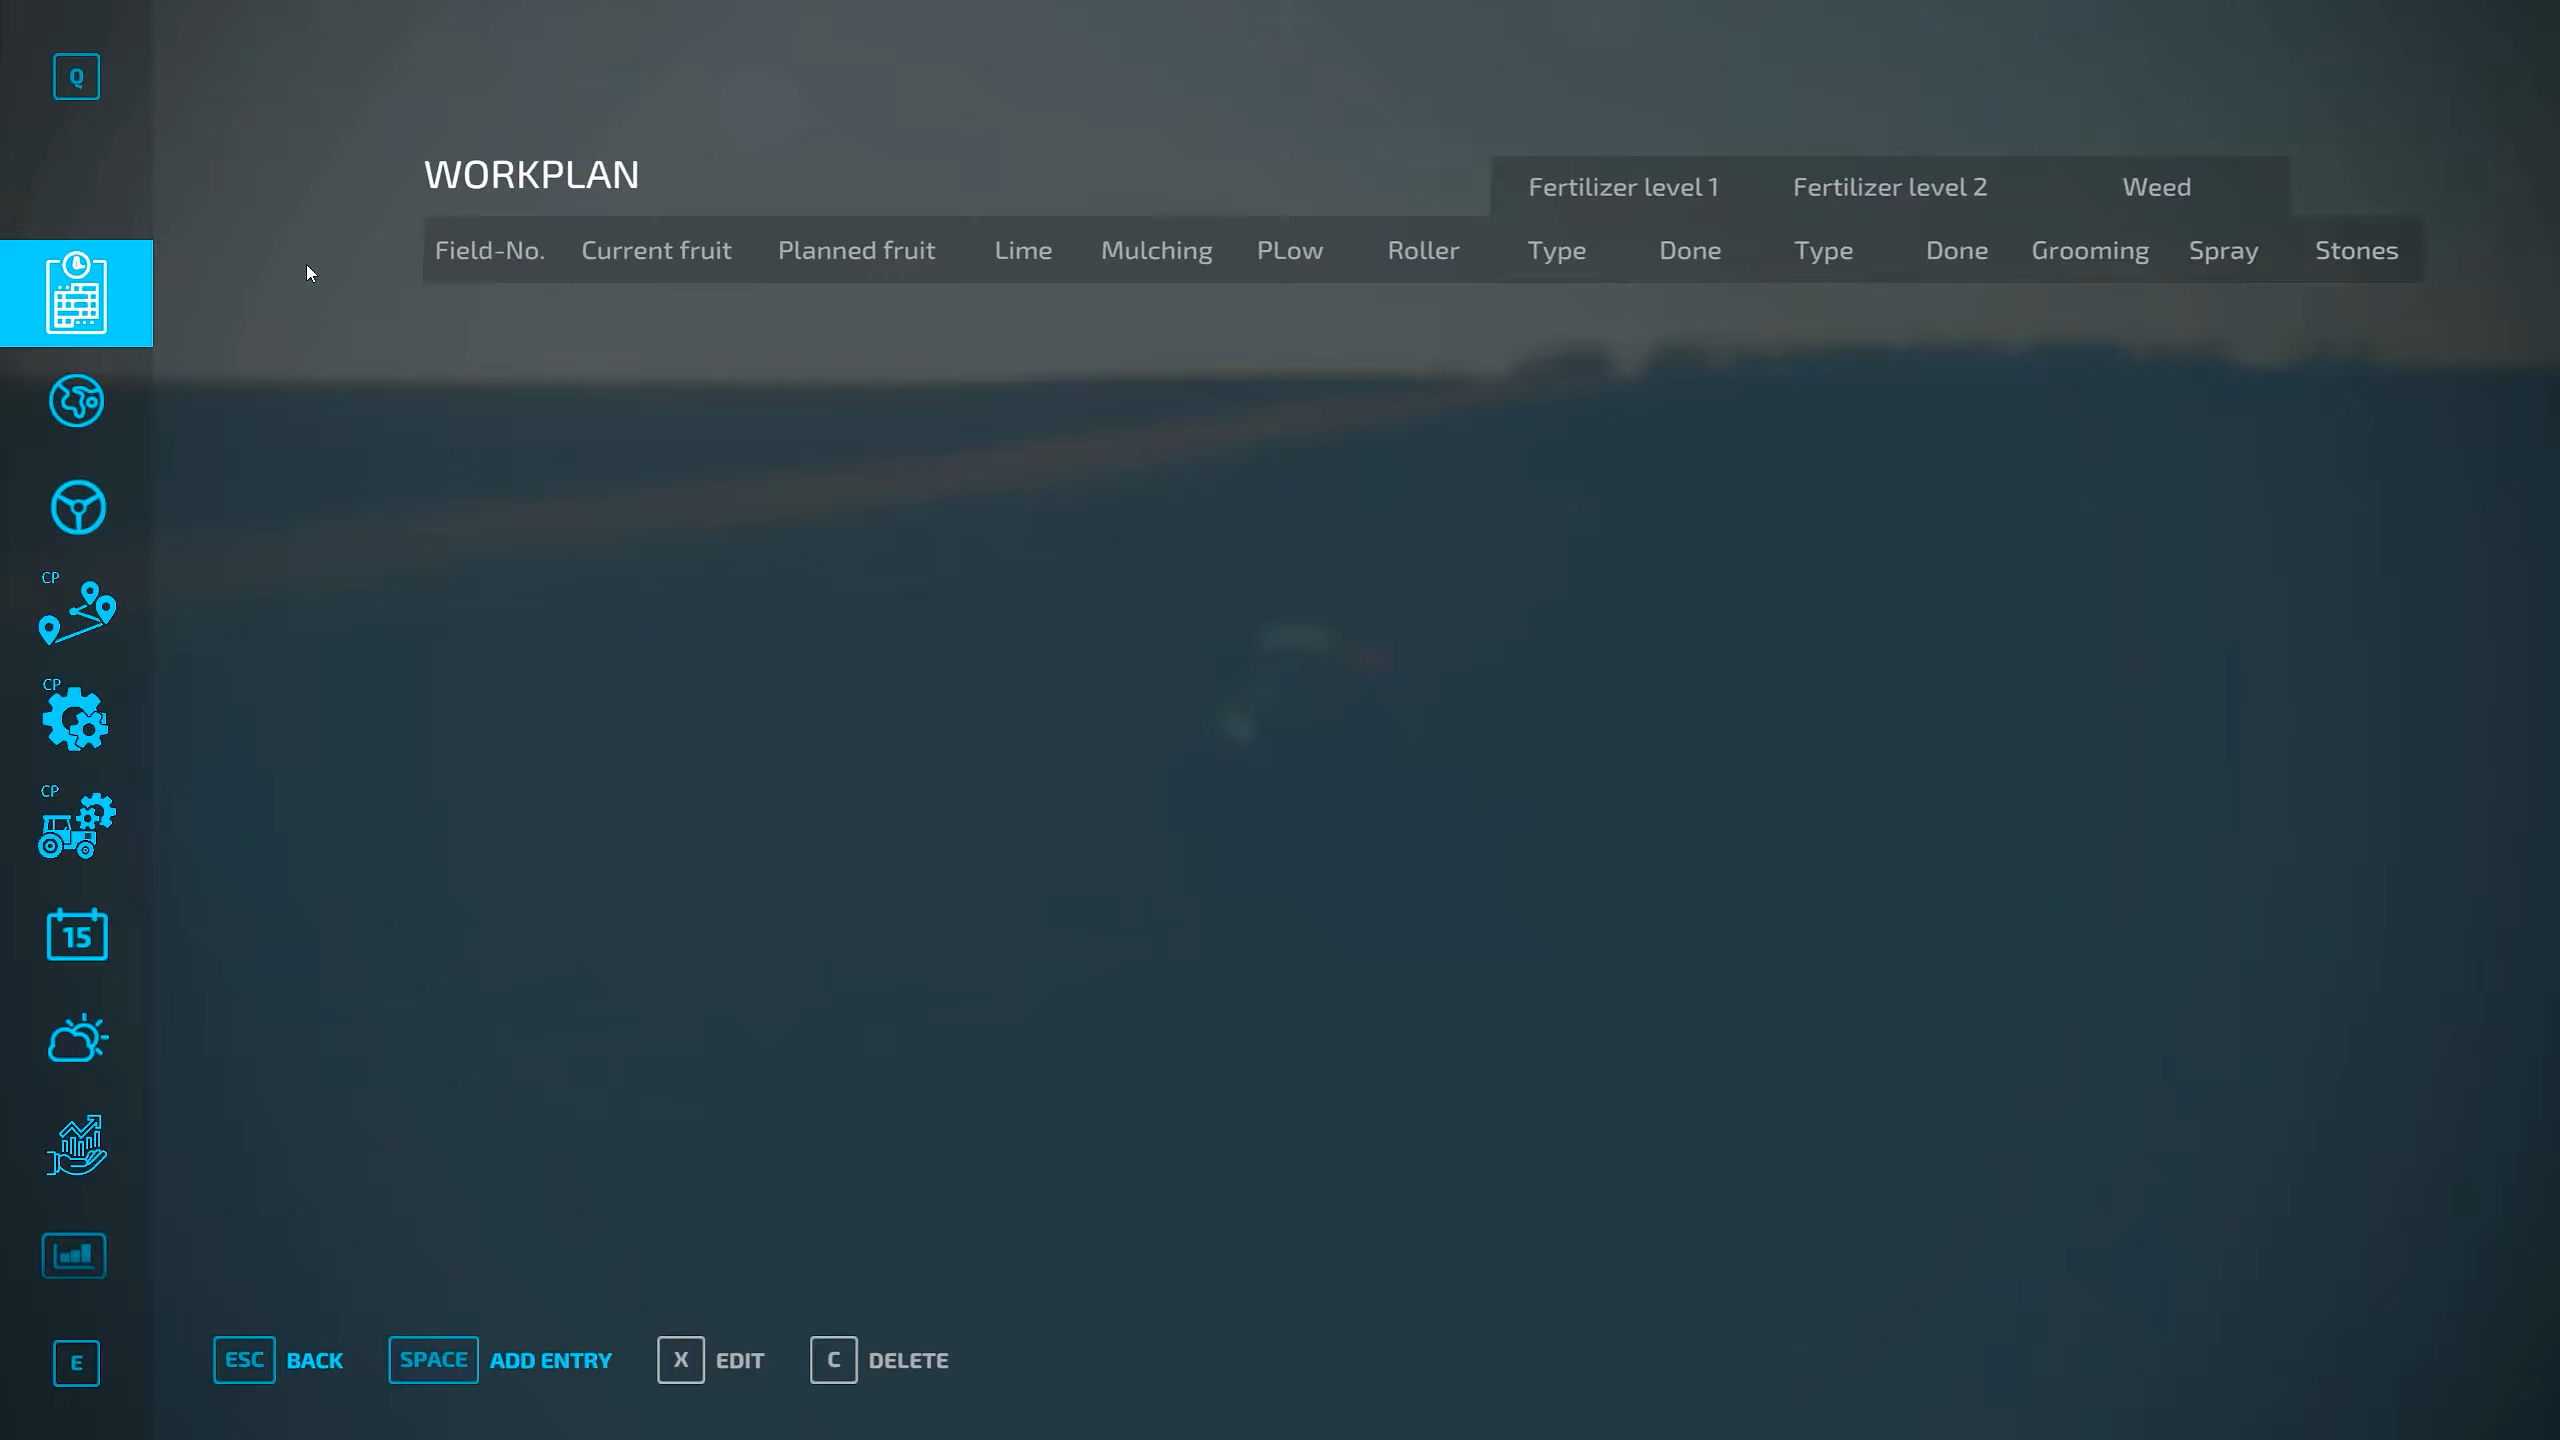 Q
WORKPLAN
Fertilizer level 1 Fertilizer level 2 Weed
Field-No. Current fruit Planned fruit Lime Mulching PLow Roller Type Done Type Done Grooming Spray Stones
CP
CP
CP
15
E
ESC BACK SPACE ADD ENTRY X EDIT C DELETE